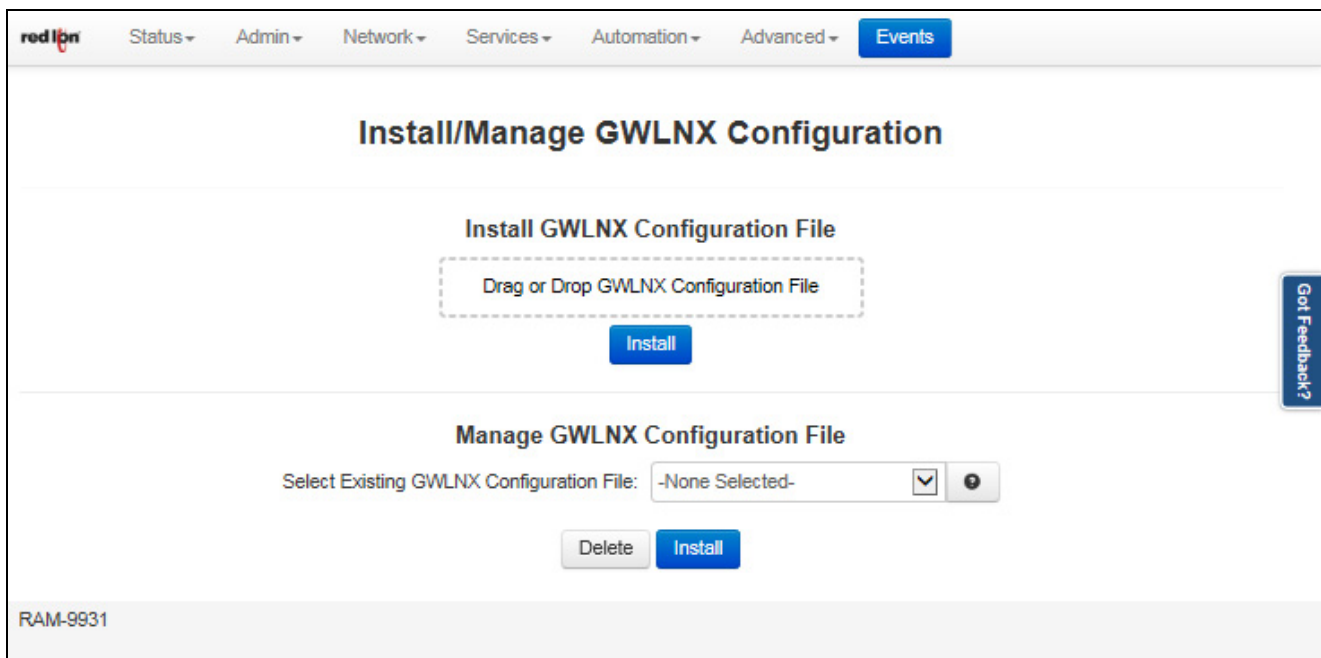 red lion
Status Admin Network Services Automation Advanced Events
Install/Manage GWLNX Configuration
Install GWLNX Configuration File
Drag or Drop GWLNX Configuration File
Install
Got Feedback?
Manage GWLNX Configuration File
Select Existing GWLNX Configuration File: -None Selected- ?
Delete Install
RAM-9931